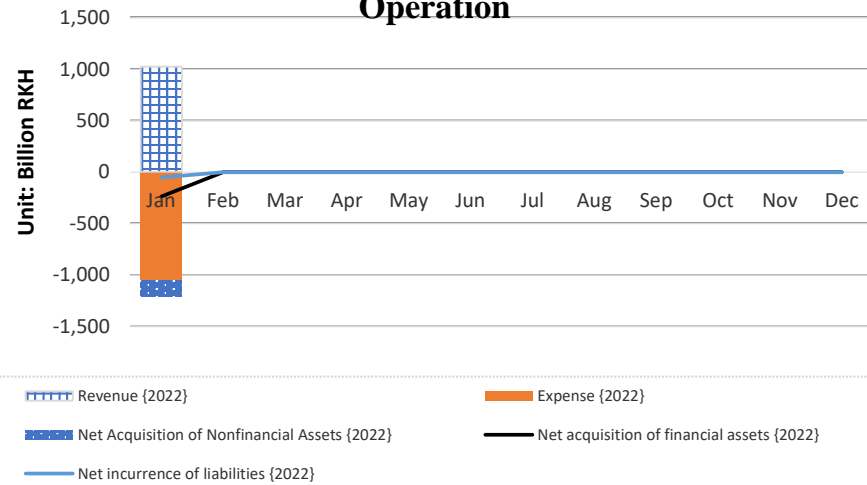 Operation
1,500
1,000
500
0
-500
-1,000
-1,500
Unit: Billion RKH
Jan Feb Mar Apr May Jun Jul Aug Sep Oct Nov Dec
Revenue {2022} Expense {2022}
Net Acquisition of Nonfinancial Assets {2022} Net acquisition of financial assets {2022}
Net incurrence of liabilities {2022}